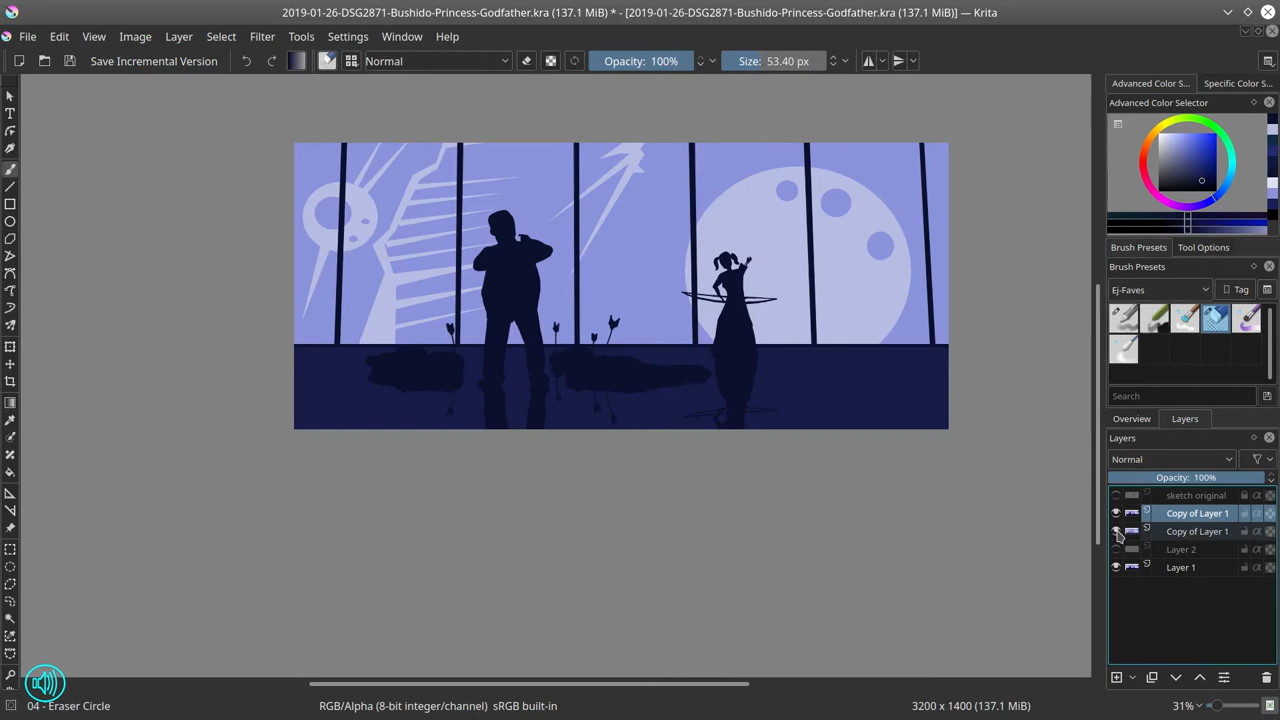 2019-01-26-DSG2871-Bushido-Princess-Godfather.kra (137.1 MiB) * - [2019-01-26-DSG2871-Bushido-Princess-Godfather.kra (137.1 MiB)] — Krita
File Edit View Image Layer Select Filter Tools Settings Window Help
Save Incremental Version Normal Opacity: 100% Size: 53.40 px
Advanced Color S... Specific Color S...
Advanced Color Selector
Brush Presets Tool Options
Brush Presets
Ej-Faves Tag
Search
Overview Layers
Layers
Normal
Opacity: 100%
sketch original
Copy of Layer 1
Copy of Layer 1
Layer 2
Layer 1
04 - Eraser Circle RGB/Alpha (8-bit integer/channel) sRGB built-in 3200 x 1400 (137.1 MiB) 31%